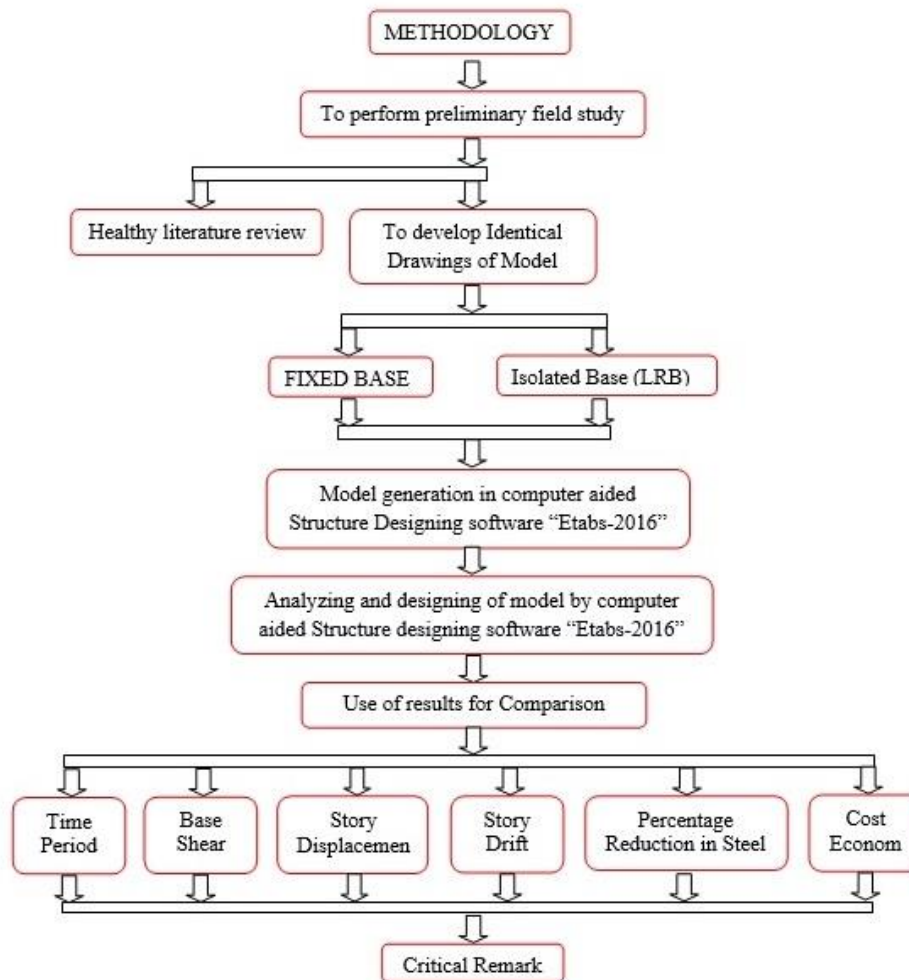 METHODOLOGY
To perform preliminary field study
Healthy literature review
To develop Identical
Drawings of Model
FIXED BASE
Isolated Base (LRB)
Model generation in computer aided
Structure Designing software “Etabs-2016”
Analyzing and designing of model by computer
aided Structure designing software “Etabs-2016”
Use of results for Comparison
Time
Period
Base
Shear
Story
Displacemen
Story
Drift
Percentage
Reduction in Steel
Cost
Econom
Critical Remark